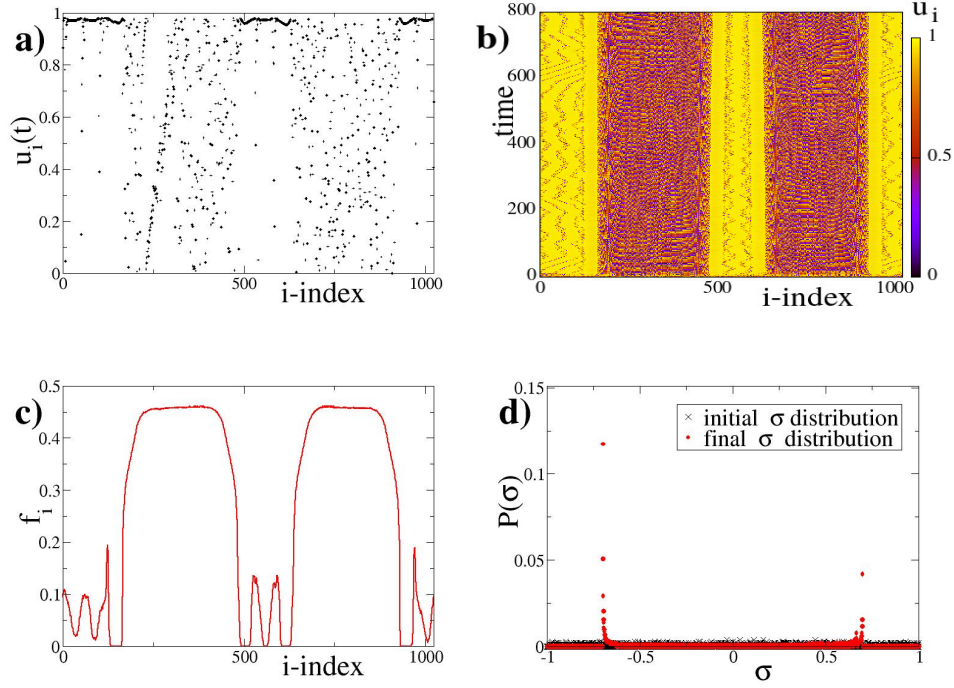 a)
1
0.8
0.6
0.4
0.2
0
u_i(t)
0
500
1000
i-index
b)
800
600
400
200
0
time
0
500
1000
i-index
u_i
1
0.5
0
c)
0.5
0.4
0.3
0.2
0.1
0
f_i
0
500
1000
i-index
d)
0.15
0.1
0.05
0
P(σ)
initial σ distribution
final σ distribution
-1
-0.5
0
0.5
1
σ